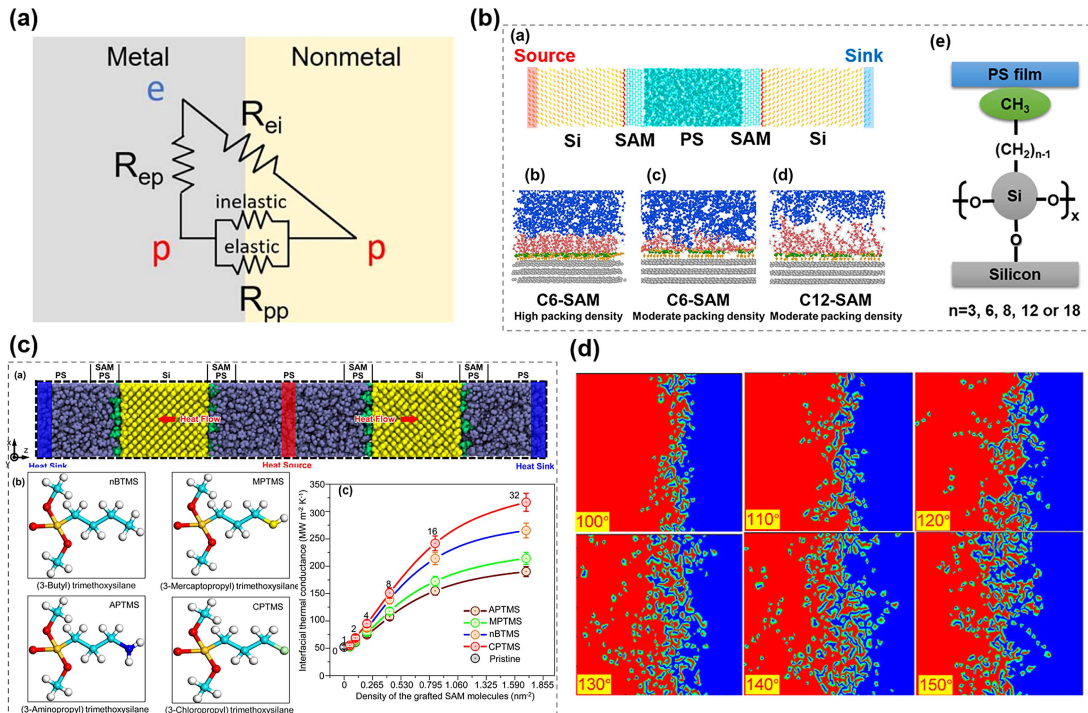 (a)
Metal
Nonmetal
e
R_ei
R_ep
inelastic
p
elastic
p
R_pp
(b)
(a)
Source
Sink
Si
SAM
PS
SAM
Si
(b)
(c)
(d)
C6-SAM
High packing density
C6-SAM
Moderate packing density
C12-SAM
Moderate packing density
(e)
PS film
CH3
(CH2)n-1
O
Si
O
x
O
Silicon
n=3, 6, 8, 12 or 18
(c)
(a)
PS
SAM
PS
Si
SAM
PS
PS
SAM
PS
Si
SAM
PS
PS
Heat Flow
Heat Flow
X
Y
Z
Heat Sink
Heat Source
Heat Sink
(b)
nBTMS
(3-Butyl) trimethoxysilane
MPTMS
(3-Mercaptopropyl) trimethoxysilane
APTMS
(3-Aminopropyl) trimethoxysilane
CPTMS
(3-Chloropropyl) trimethoxysilane
(c)
Interfacial thermal conductance (MW m-2 K-1)
350
300
250
200
150
100
50
0
1
2
4
8
16
32
APTMS
MPTMS
nBTMS
CPTMS
Pristine
0 0.265 0.530 0.795 1.060 1.325 1.590 1.855
Density of the grafted SAM molecules (nm-2)
(d)
100°
110°
120°
130°
140°
150°